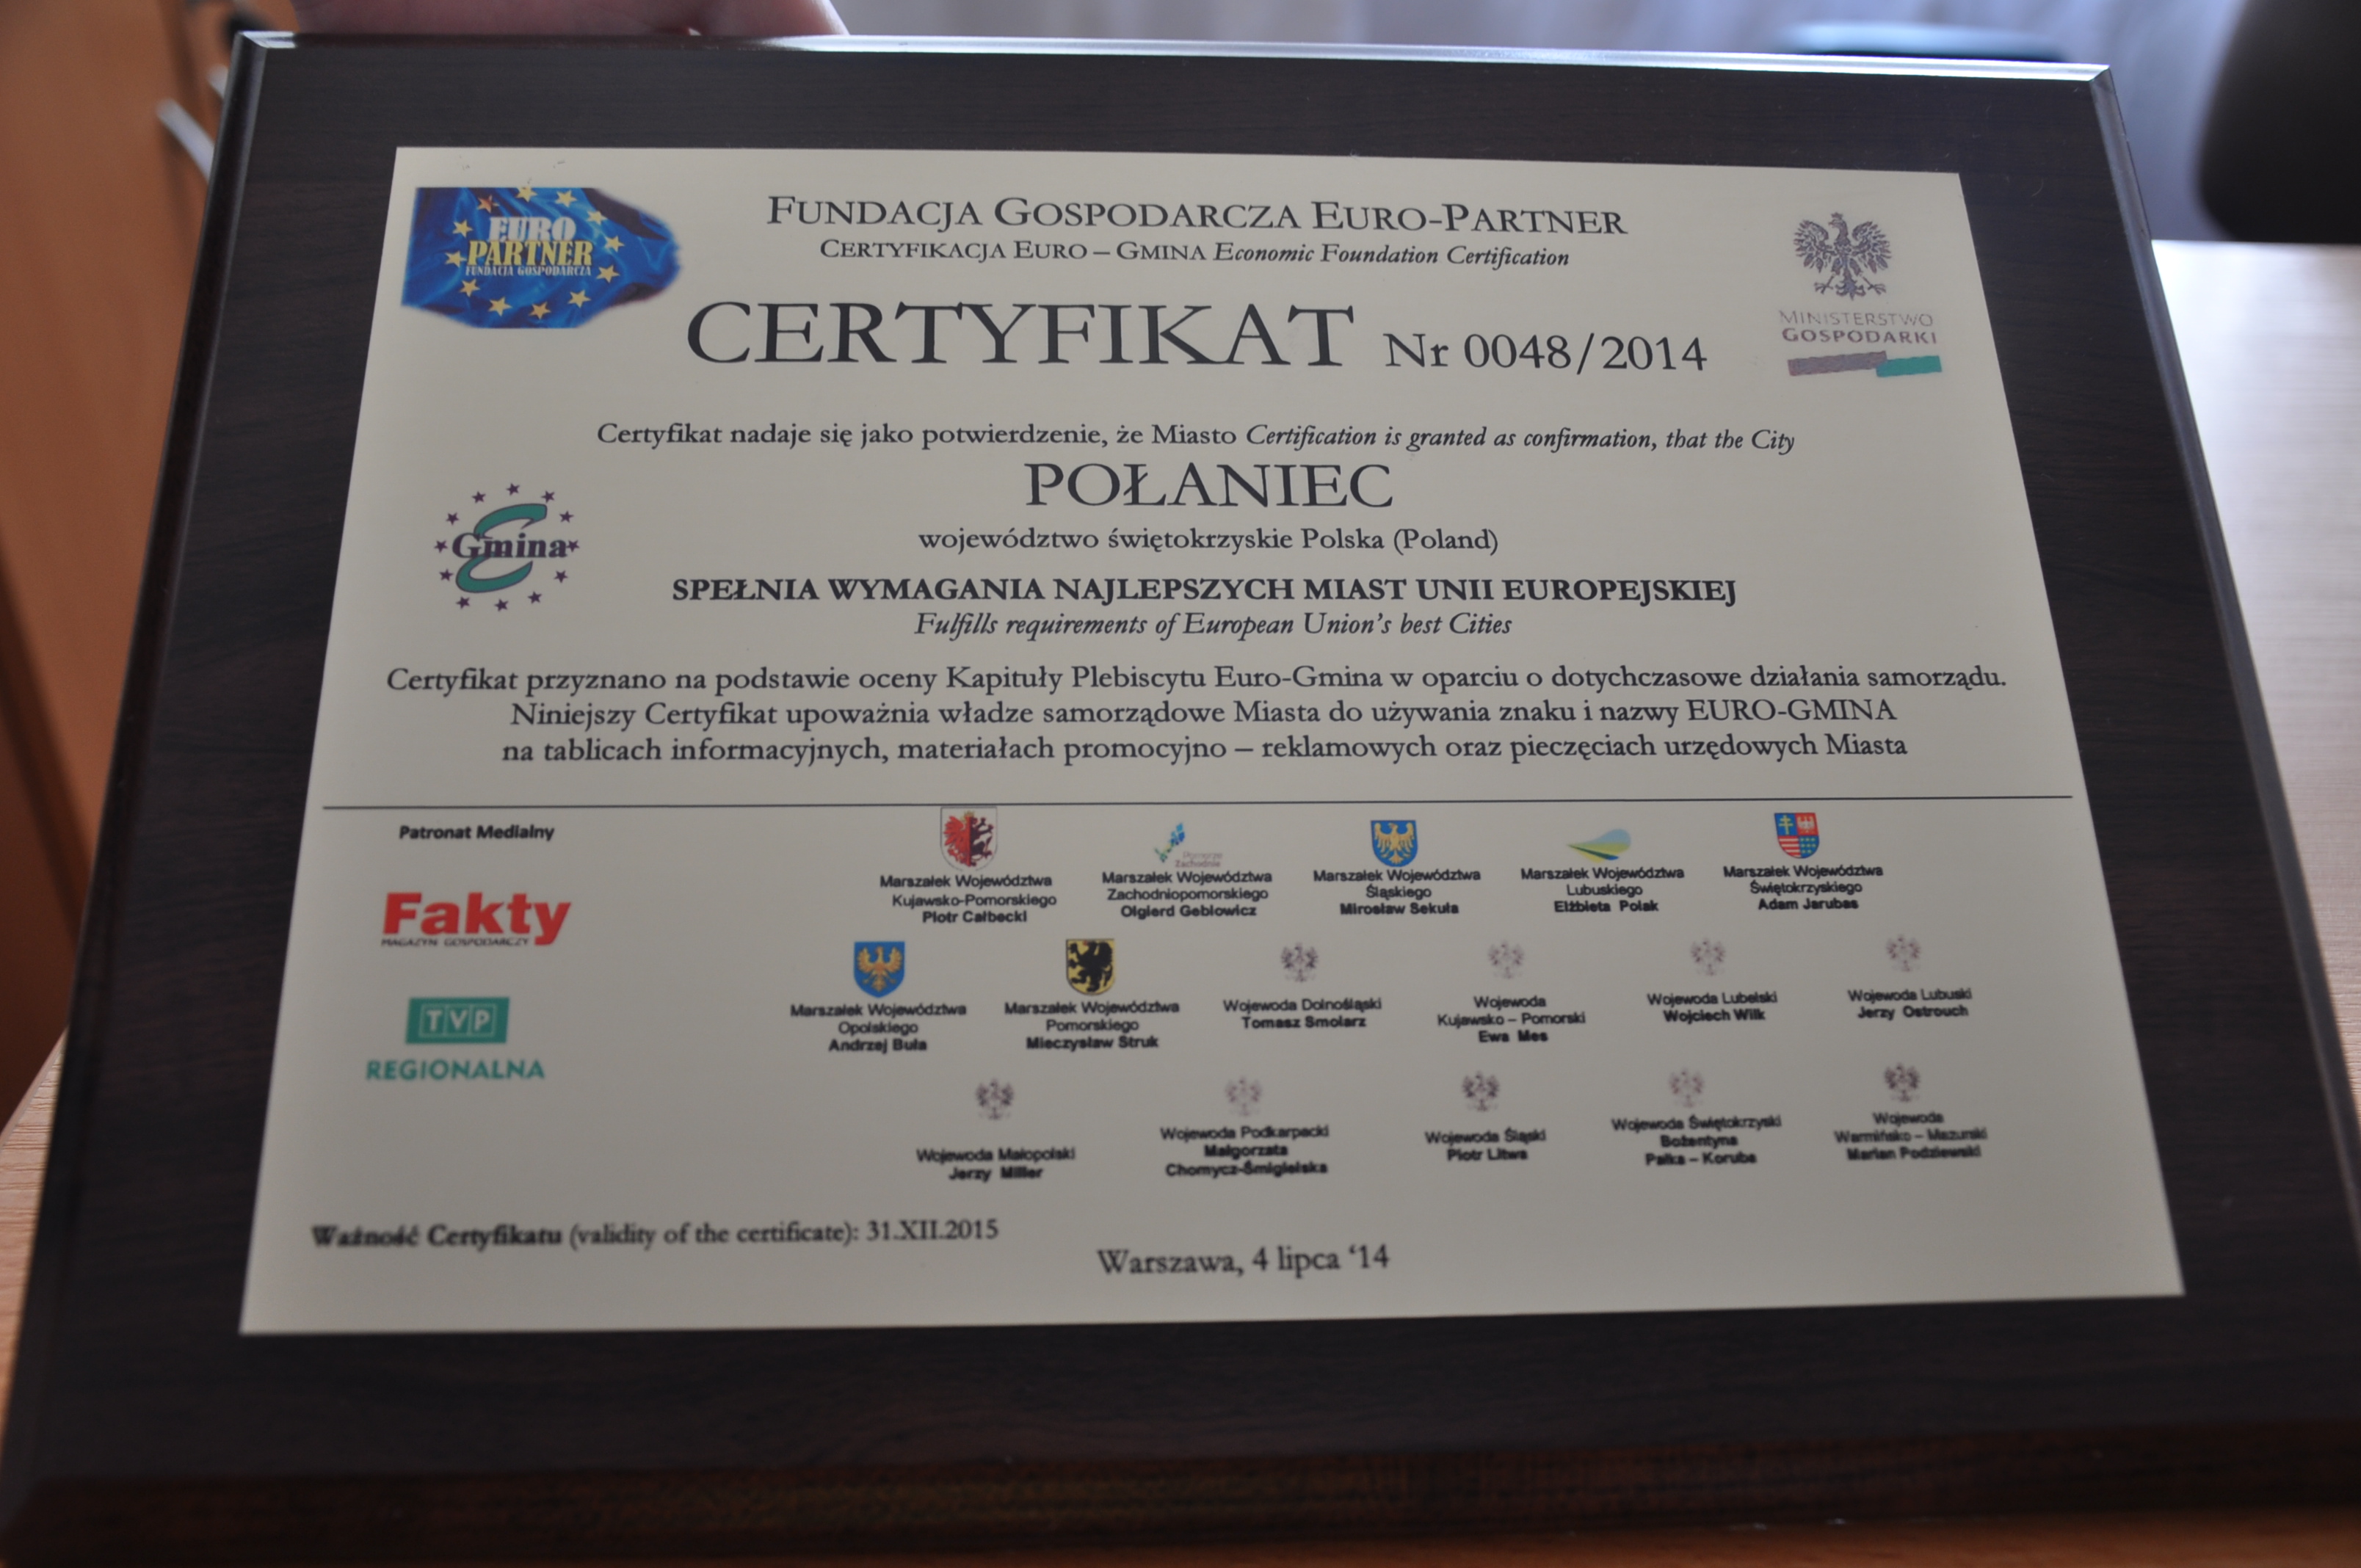 EURO
PARTNER
FUNDACJA GOSPODARCZA
FUNDACJA GOSPODARCZA EURO-PARTNER
CERTYFIKACJA EURO – GMINA Economic Foundation Certification
CERTYFIKAT Nr 0048/2014
MINISTERSTWO
GOSPODARKI
Certyfikat nadaje się jako potwierdzenie, że Miasto Certification is granted as confirmation, that the City
POŁANIEC
województwo świętokrzyskie Polska (Poland)
Gmina
SPEŁNIA WYMAGANIA NAJLEPSZYCH MIAST UNII EUROPEJSKIEJ
Fulfills requirements of European Union's best Cities
Certyfikat przyznano na podstawie oceny Kapituły Plebiscytu Euro-Gmina w oparciu o dotychczasowe działania samorządu.
Niniejszy Certyfikat upoważnia władze samorządowe Miasta do używania znaku i nazwy EURO-GMINA
na tablicach informacyjnych, materiałach promocyjno – reklamowych oraz pieczęciach urzędowych Miasta
Patronat Medialny
Fakty
MAGAZYN GOSPODARCZY
TVP
REGIONALNA
Marszałek Województwa
Kujawsko-Pomorskiego
Piotr Całbecki
Pomorze
Zachodnie
Marszałek Województwa
Zachodniopomorskiego
Olgierd Geblewicz
Marszałek Województwa
Śląskiego
Mirosław Sekuła
Marszałek Województwa
Lubuskiego
Elżbieta Polak
Marszałek Województwa
Świętokrzyskiego
Adam Jarubas
Marszałek Województwa
Opolskiego
Andrzej Buła
Marszałek Województwa
Pomorskiego
Mieczysław Struk
Wojewoda Dolnośląski
Tomasz Smolarz
Wojewoda
Kujawsko – Pomorski
Ewa Mes
Wojewoda Lubelski
Wojciech Wilk
Wojewoda Lubuski
Jerzy Ostrouch
Wojewoda Małopolski
Jerzy Miller
Wojewoda Podkarpacki
Małgorzata
Chomycz-Śmigielska
Wojewoda Śląski
Piotr Litwa
Wojewoda Świętokrzyski
Bożentyna
Pałka – Koruba
Wojewoda
Warmińsko – Mazurski
Marian Podziewski
Ważność Certyfikatu (validity of the certificate): 31.XII.2015
Warszawa, 4 lipca '14